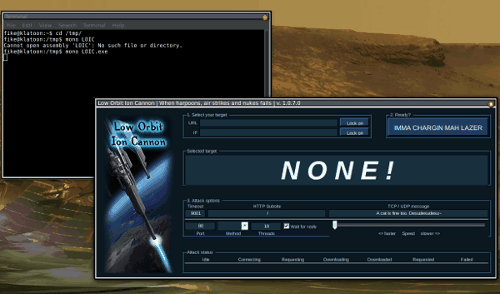 File Edit View Search Terminal Help
fike@klatoon:~$ cd /tmp/
fike@klatoon:/tmp$ mono LOIC
Cannot open assembly 'LOIC': No such file or directory.
fike@klatoon:/tmp$ mono LOIC.exe
Low Orbit Ion Cannon | When harpoons, air strikes and nukes fails | v. 1.0.7.0
Low Orbit
Ion Cannon
1. Select your target
URL
Lock on
IP
Lock on
2. Ready?
IMMA CHARGIN MAH LAZER
Selected target
NONE!
3. Attack options
Timeout
HTTP Subsite
TCP / UDP message
9001
/
A cat is fine too. Desudesudesu~
80
10
Wait for reply
Port
Method
Threads
<= faster Speed slower =>
Attack status
Idle
Connecting
Requesting
Downloading
Downloaded
Requested
Failed